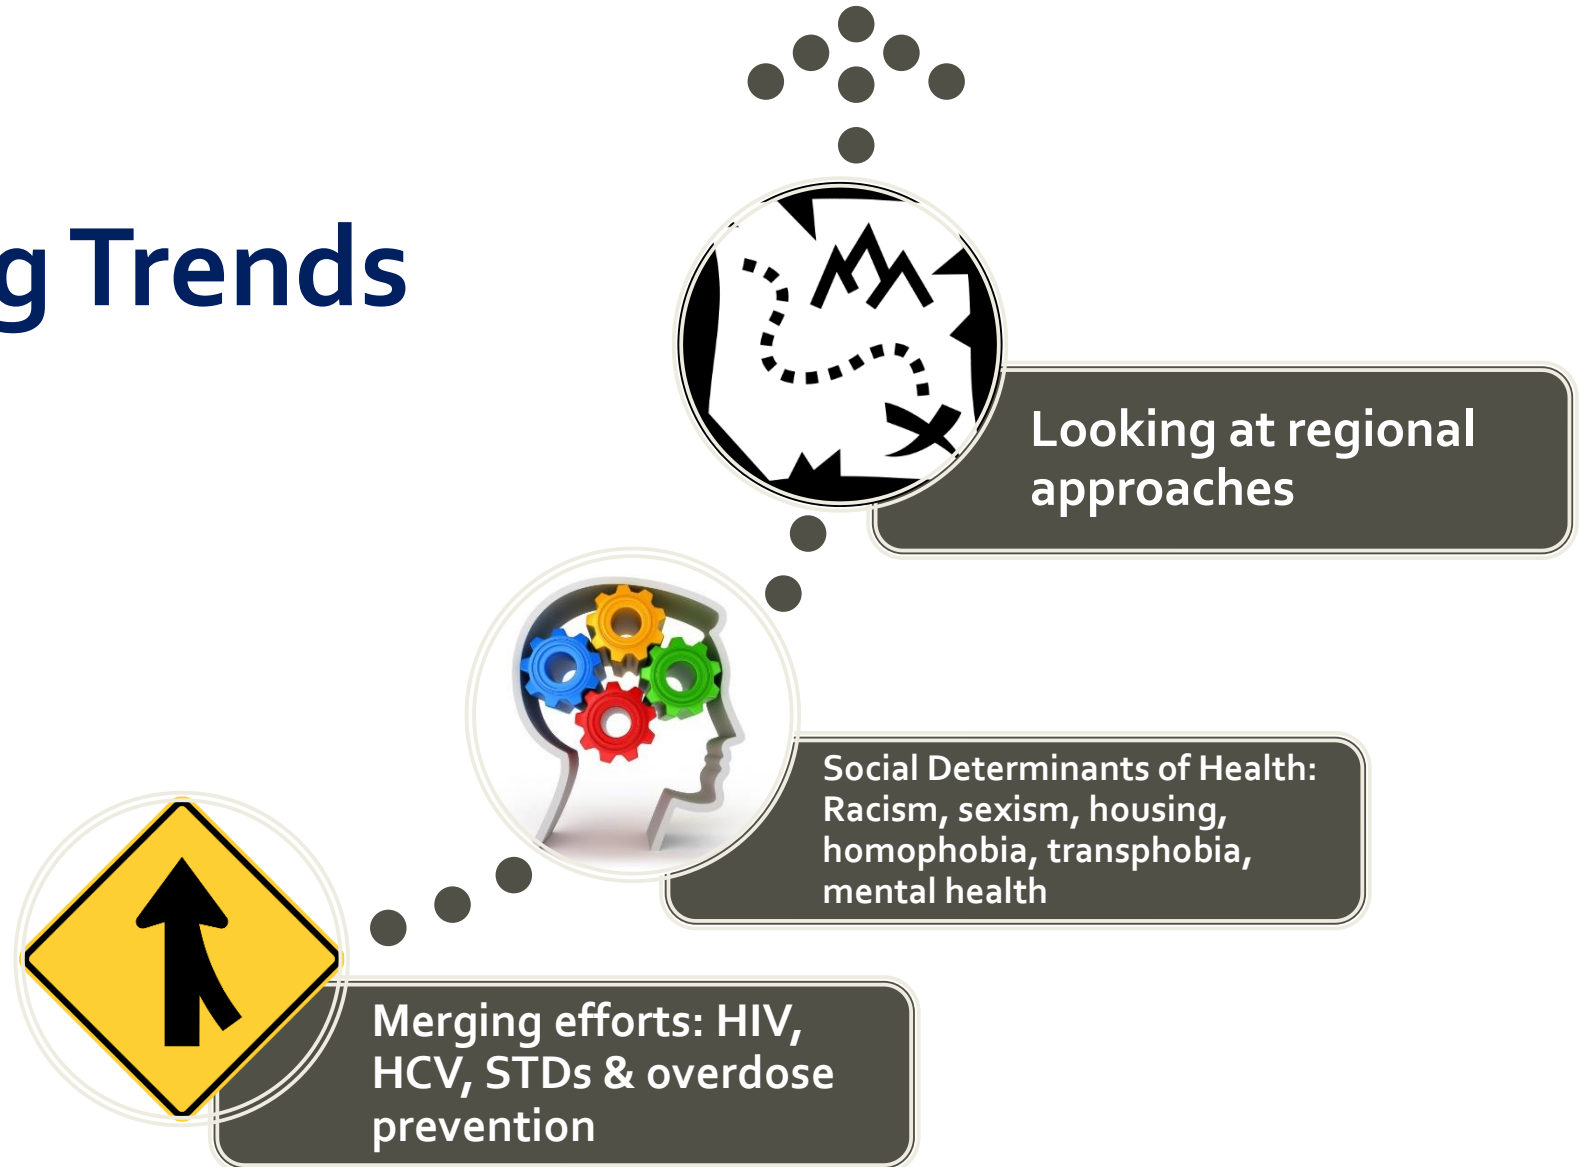 g Trends
Looking at regional
approaches
Social Determinants of Health:
Racism, sexism, housing,
homophobia, transphobia,
mental health
Merging efforts: HIV,
HCV, STDs & overdose
prevention